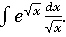 ∫ e^{√x} dx/√x.